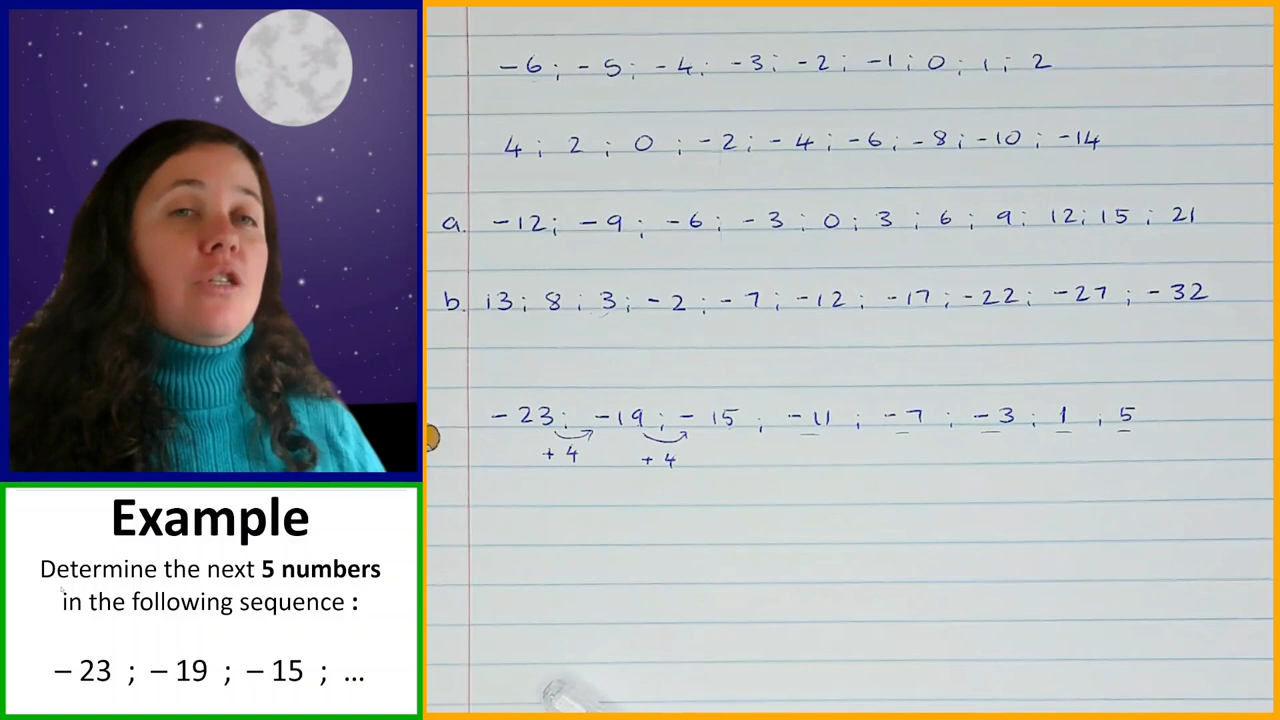 -6 ; -5 ; -4 ; -3 ; -2 ; -1 ; 0 ; 1 ; 2
4 ; 2 ; 0 ; -2 ; -4 ; -6 ; -8 ; -10 ; -14
a. -12 ; -9 ; -6 ; -3 ; 0 ; 3 ; 6 ; 9 ; 12 ; 15 ; 21
b. 13 ; 8 ; 3 ; -2 ; -7 ; -12 ; -17 ; -22 ; -27 ; -32
-23 ; -19 ; -15 ; -11 ; -7 ; -3 ; 1 ; 5
+4 +4
Example
Determine the next 5 numbers
in the following sequence :
– 23 ; – 19 ; – 15 ; ...